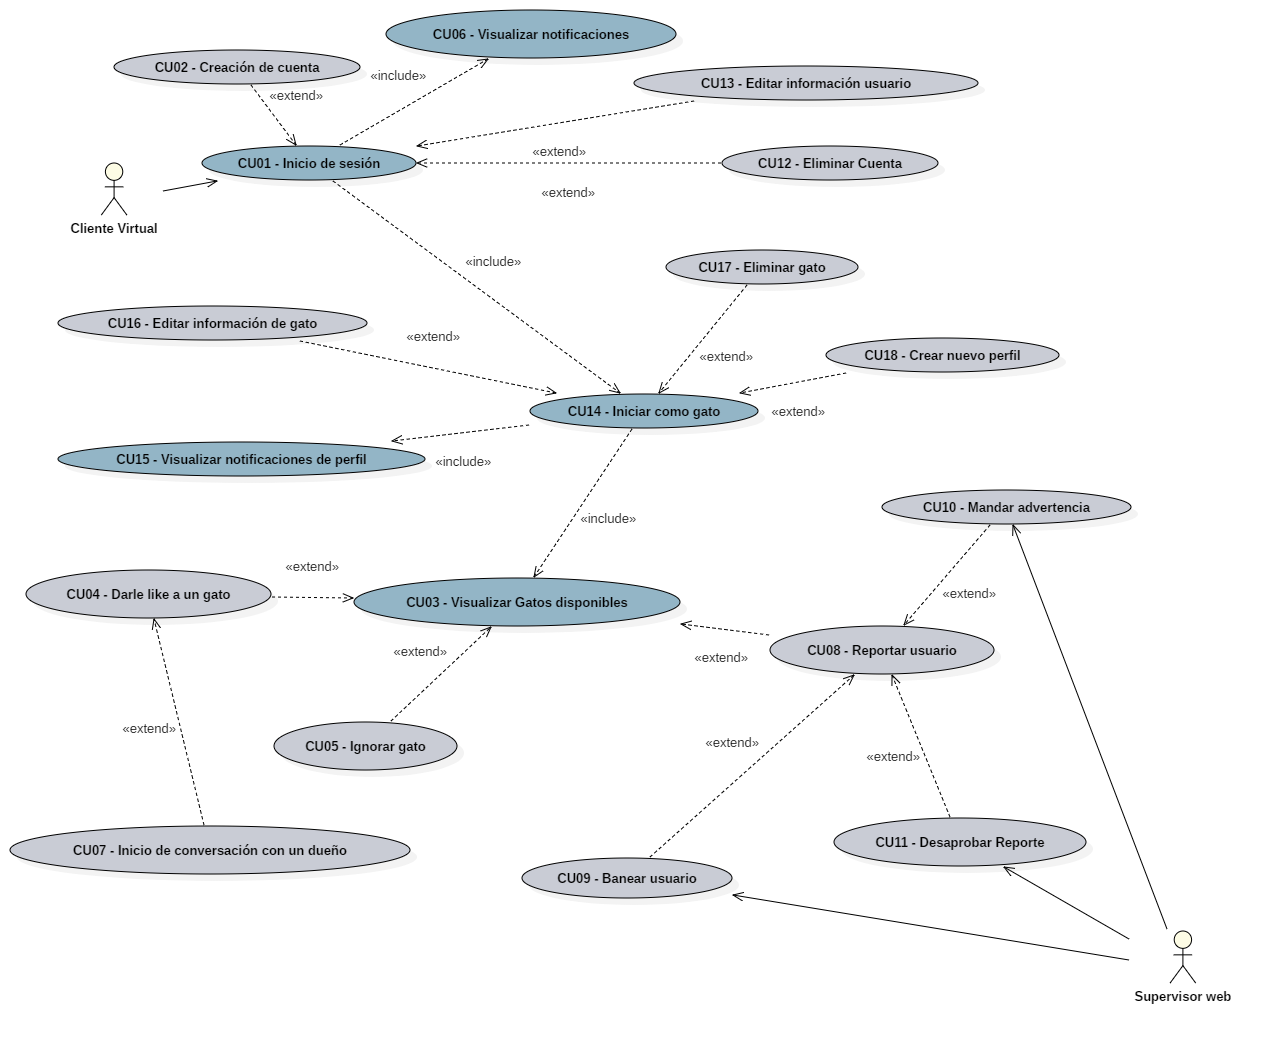 CU06 - Visualizar notificaciones
CU02 - Creación de cuenta
«include»
CU13 - Editar información usuario
«extend»
«extend»
CU01 - Inicio de sesión
CU12 - Eliminar Cuenta
«extend»
Cliente Virtual
«include»
CU17 - Eliminar gato
CU16 - Editar información de gato
«extend»
«extend»
CU18 - Crear nuevo perfil
CU14 - Iniciar como gato
«extend»
CU15 - Visualizar notificaciones de perfil
«include»
CU10 - Mandar advertencia
«include»
«extend»
CU04 - Darle like a un gato
CU03 - Visualizar Gatos disponibles
«extend»
«extend»
«extend»
CU08 - Reportar usuario
«extend»
CU05 - Ignorar gato
«extend»
«extend»
CU07 - Inicio de conversación con un dueño
CU11 - Desaprobar Reporte
CU09 - Banear usuario
Supervisor web